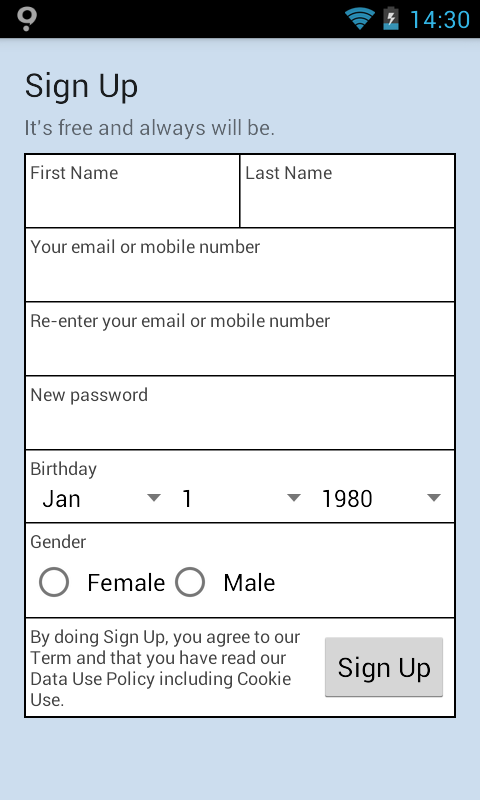 14:30
Sign Up
It's free and always will be.
First Name
Last Name
Your email or mobile number
Re-enter your email or mobile number
New password
Birthday
Jan 1 1980
Gender
Female Male
By doing Sign Up, you agree to our
Term and that you have read our
Data Use Policy including Cookie
Use.
Sign Up